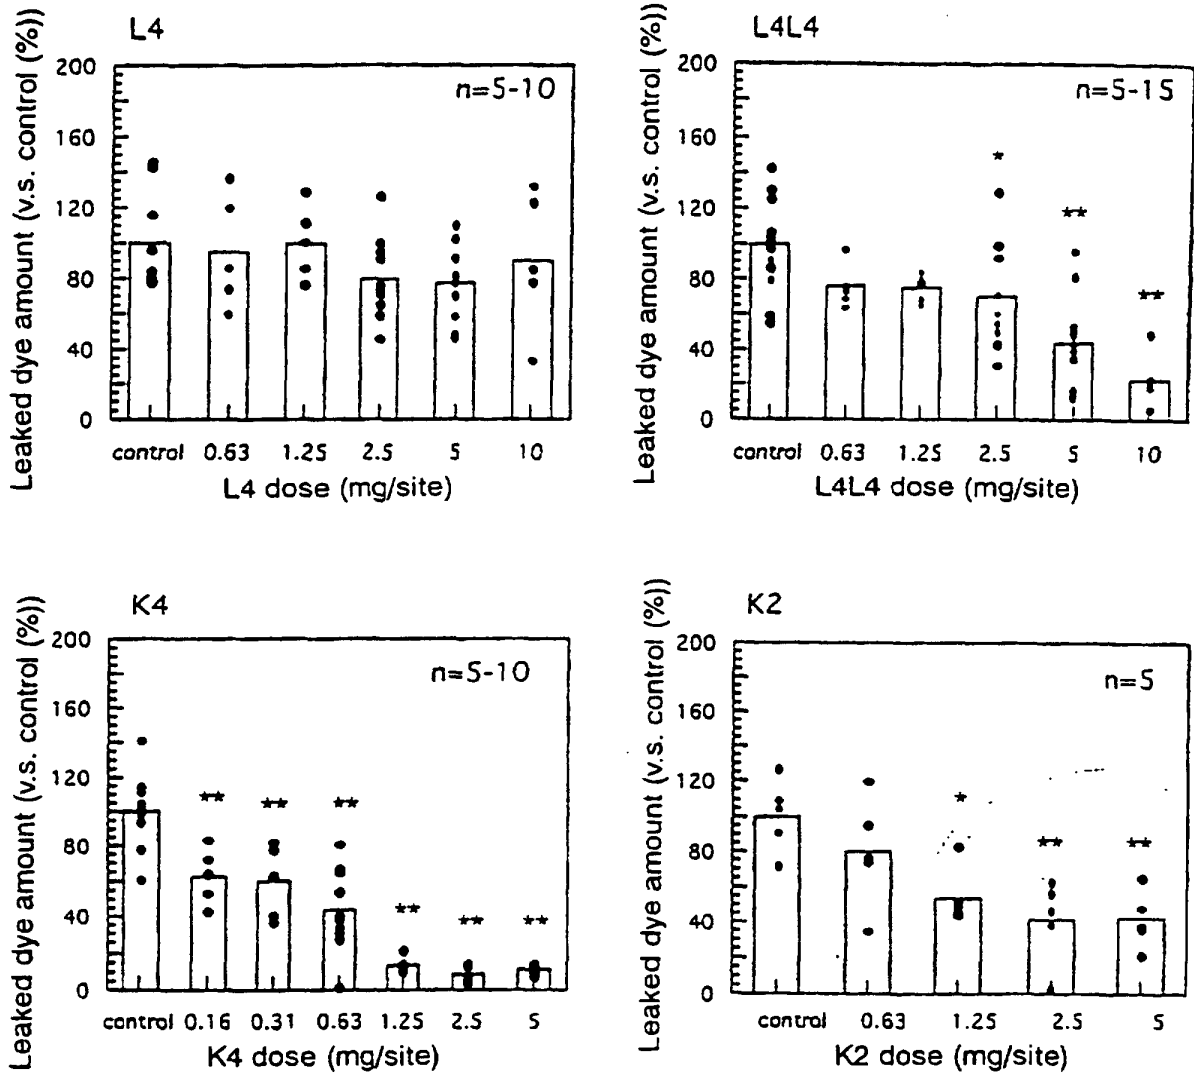 L4
Leaked dye amount (v.s. control (%))
200
160
120
80
40
0
n=5-10
control 0.63 1.25 2.5 5 10
L4 dose (mg/site)
L4L4
Leaked dye amount (v.s. control (%))
200
160
120
80
40
0
n=5-15
*
**
**
control 0.63 1.25 2.5 5 10
L4L4 dose (mg/site)
K4
Leaked dye amount (v.s. control (%))
200
160
120
80
40
0
n=5-10
** ** **
** ** **
control 0.16 0.31 0.63 1.25 2.5 5
K4 dose (mg/site)
K2
Leaked dye amount (v.s. control (%))
200
160
120
80
40
0
n=5
*
** **
control 0.63 1.25 2.5 5
K2 dose (mg/site)